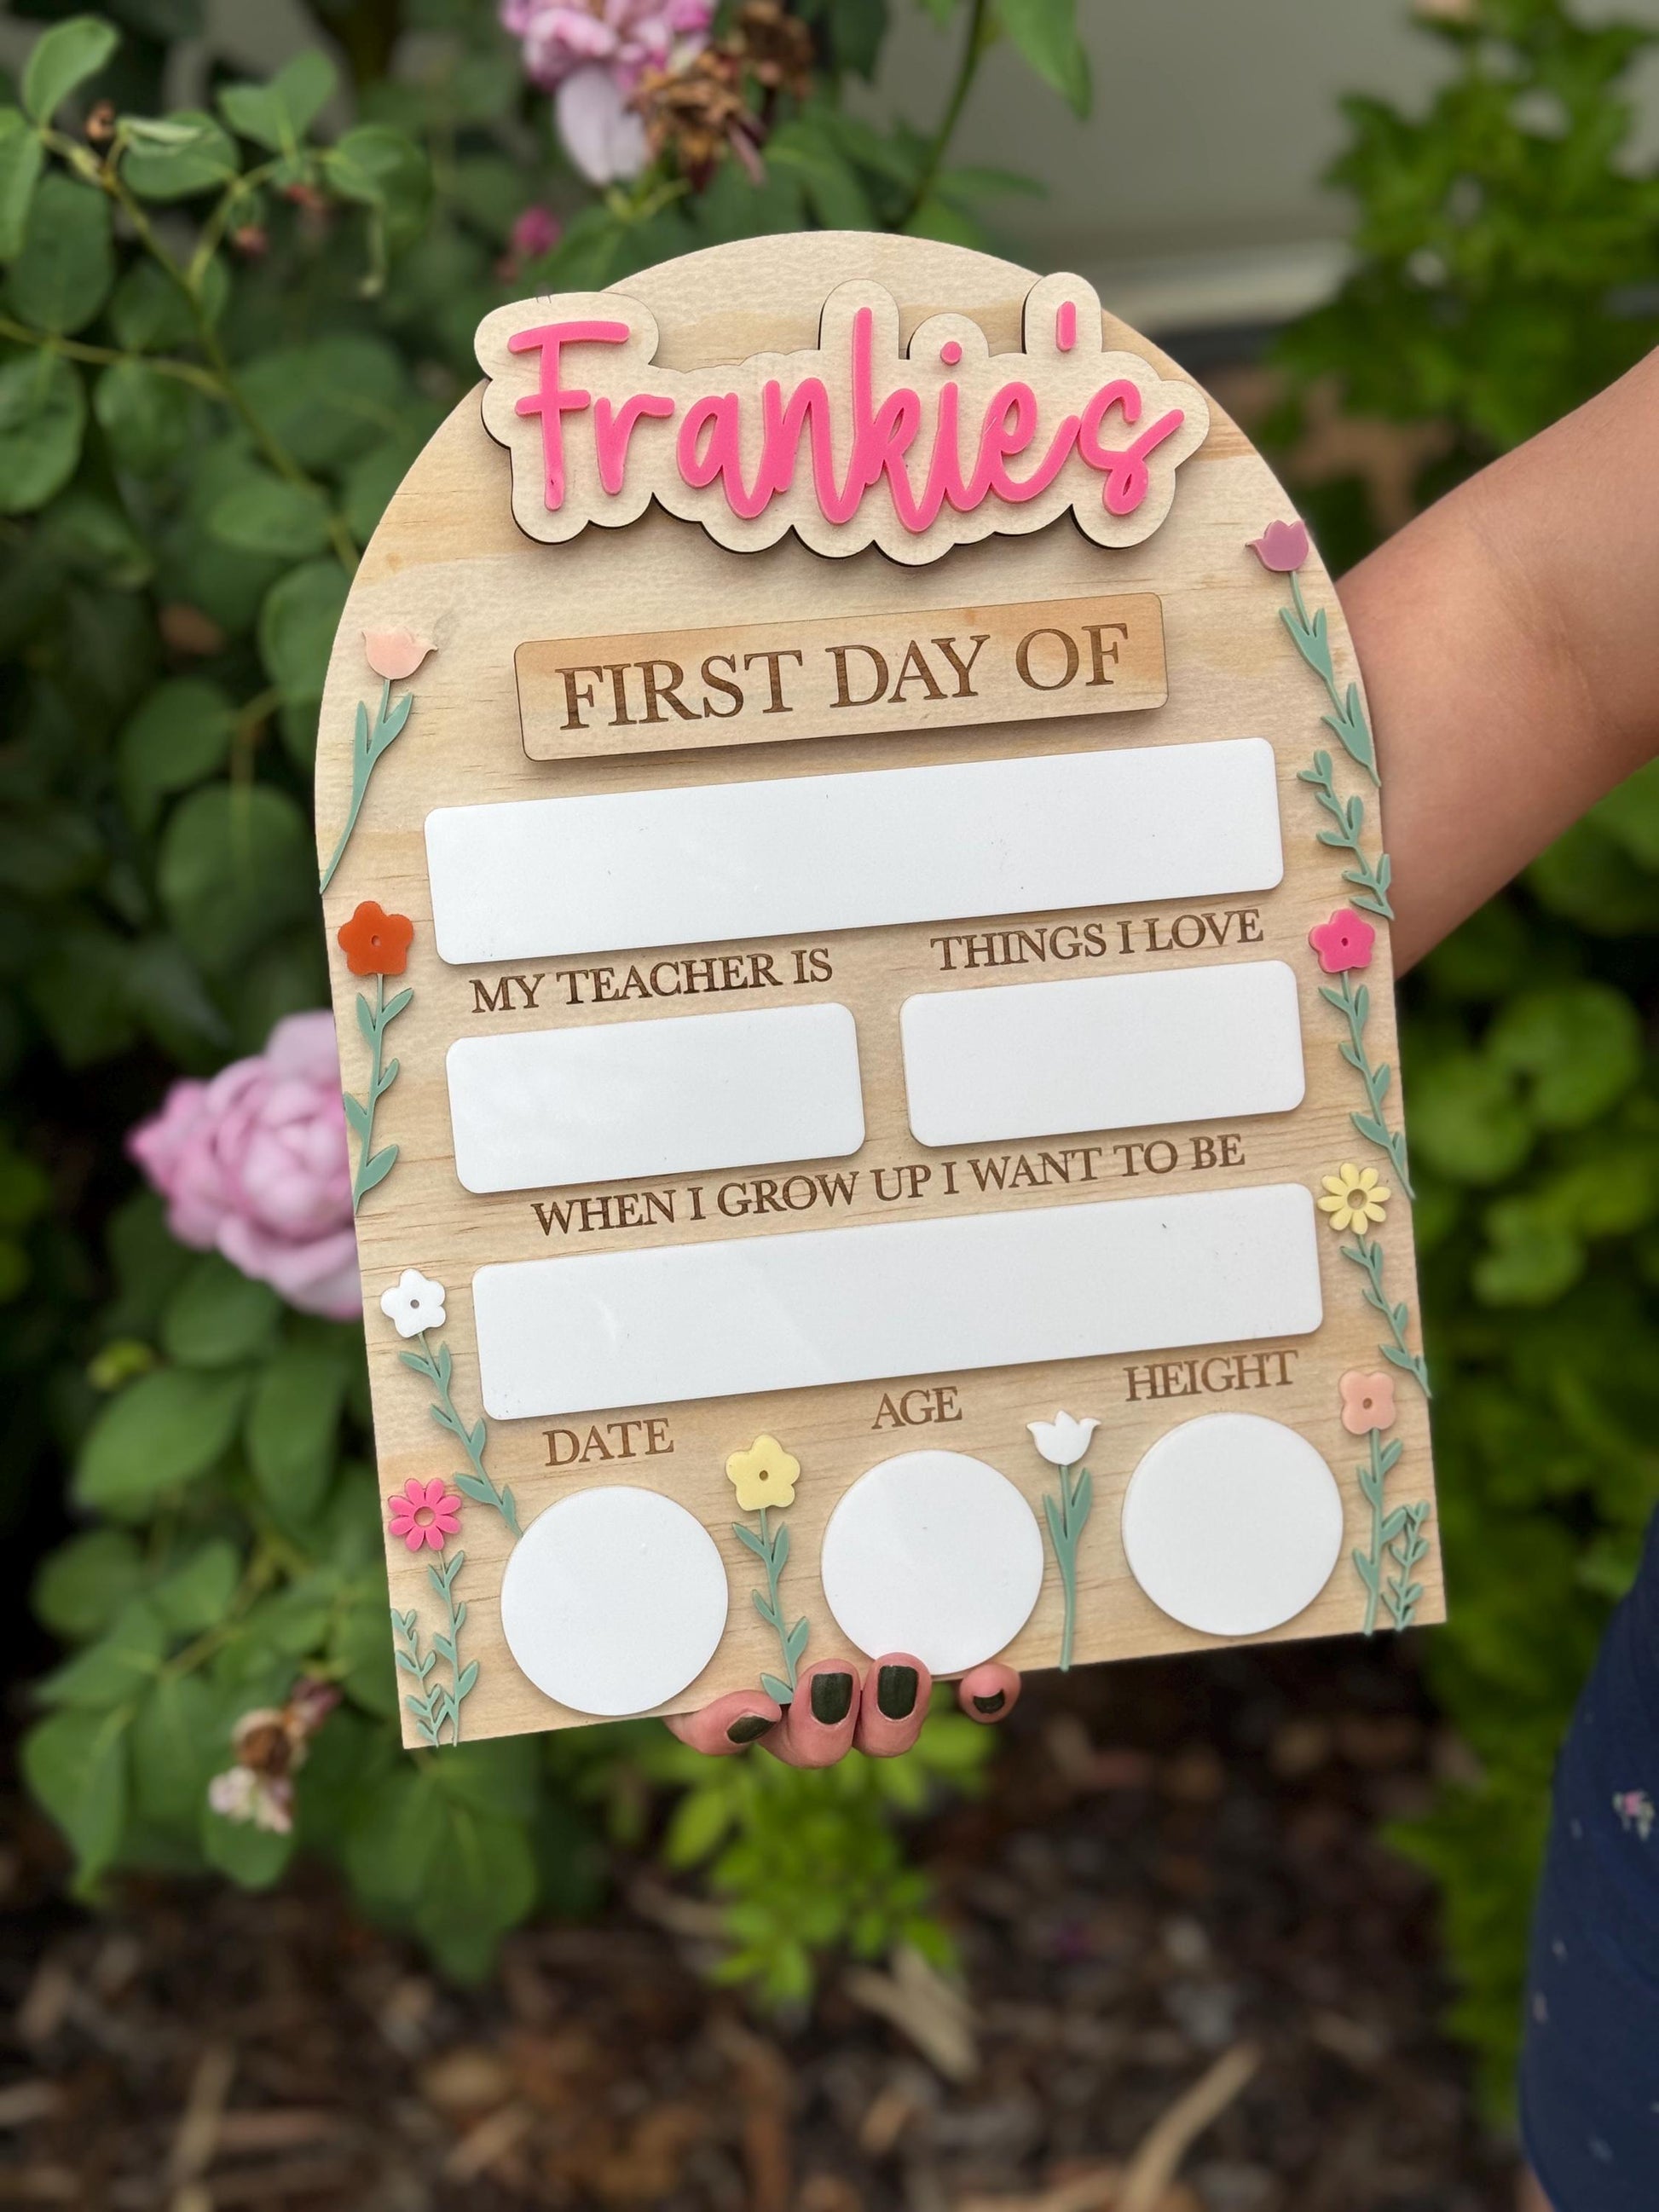 Frankie's
FIRST DAY OF
MY TEACHER IS
THINGS I LOVE
WHEN I GROW UP I WANT TO BE
DATE
AGE
HEIGHT